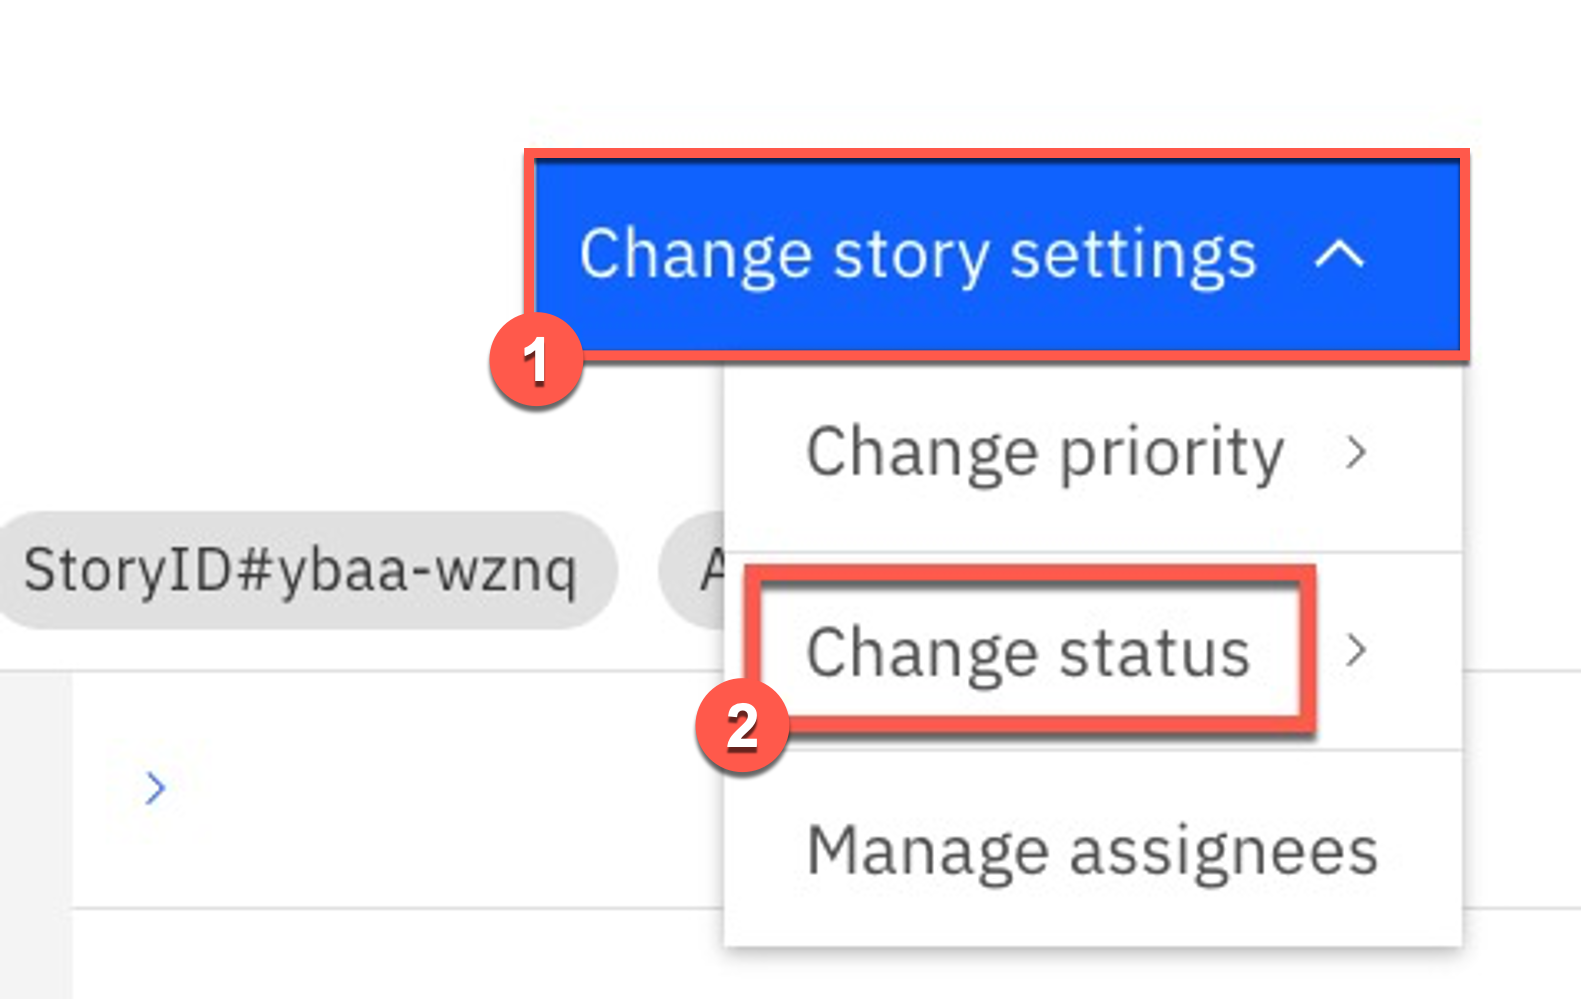 Change story settings
1
Change priority
StoryID#ybaa-wznq
A
Change status
2
Manage assignees